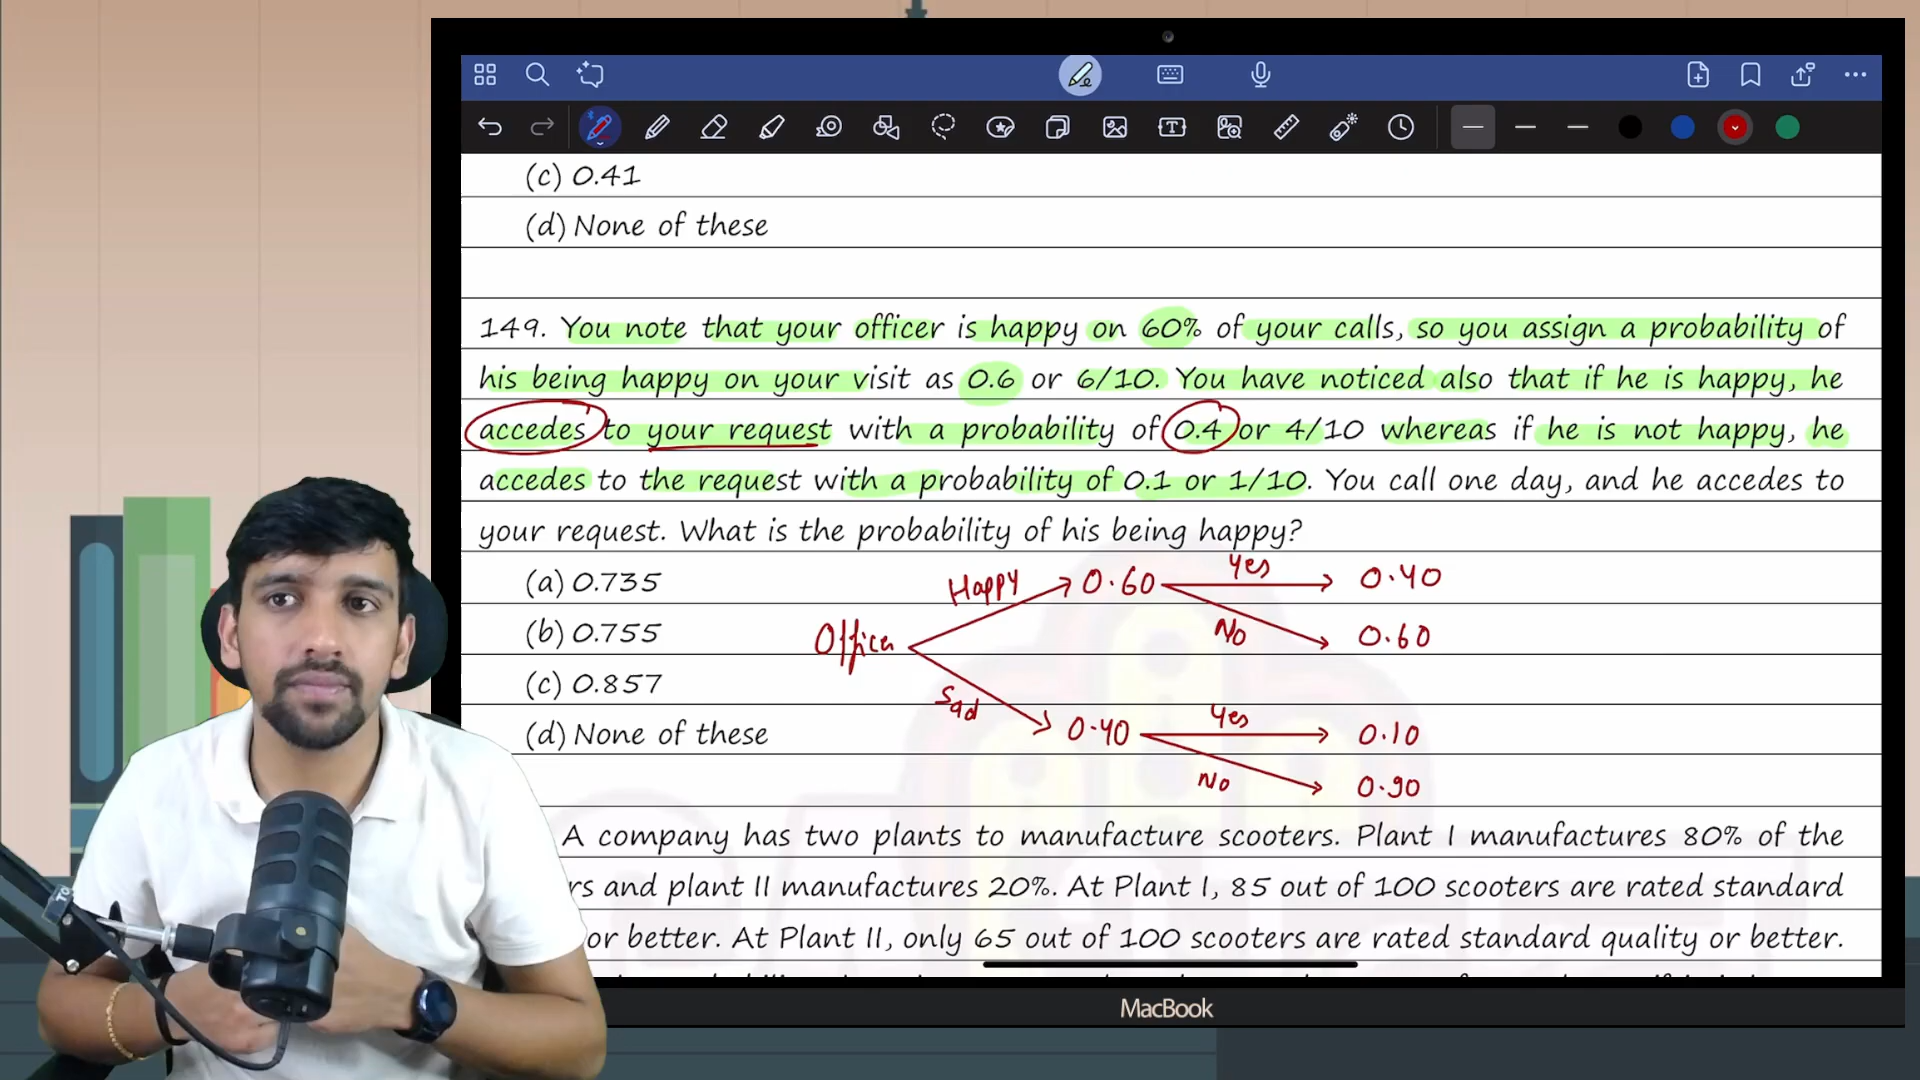 (c) 0.41
(d) None of these
149. You note that your officer is happy on 60% of your calls, so you assign a probability of
his being happy on your visit as 0.6 or 6/10. You have noticed also that if he is happy, he
accedes to your request with a probability of 0.4 or 4/10 whereas if he is not happy, he
accedes to the request with a probability of 0.1 or 1/10. You call one day, and he accedes to
your request. What is the probability of his being happy?
(a) 0.735
(b) 0.755
(c) 0.857
(d) None of these
Happy 0.60 Yes 0.40
Officer No 0.60
Sad 0.40 Yes 0.10
No 0.90
A company has two plants to manufacture scooters. Plant I manufactures 80% of the
rs and plant II manufactures 20%. At Plant I, 85 out of 100 scooters are rated standard
or better. At Plant II, only 65 out of 100 scooters are rated standard quality or better.
MacBook